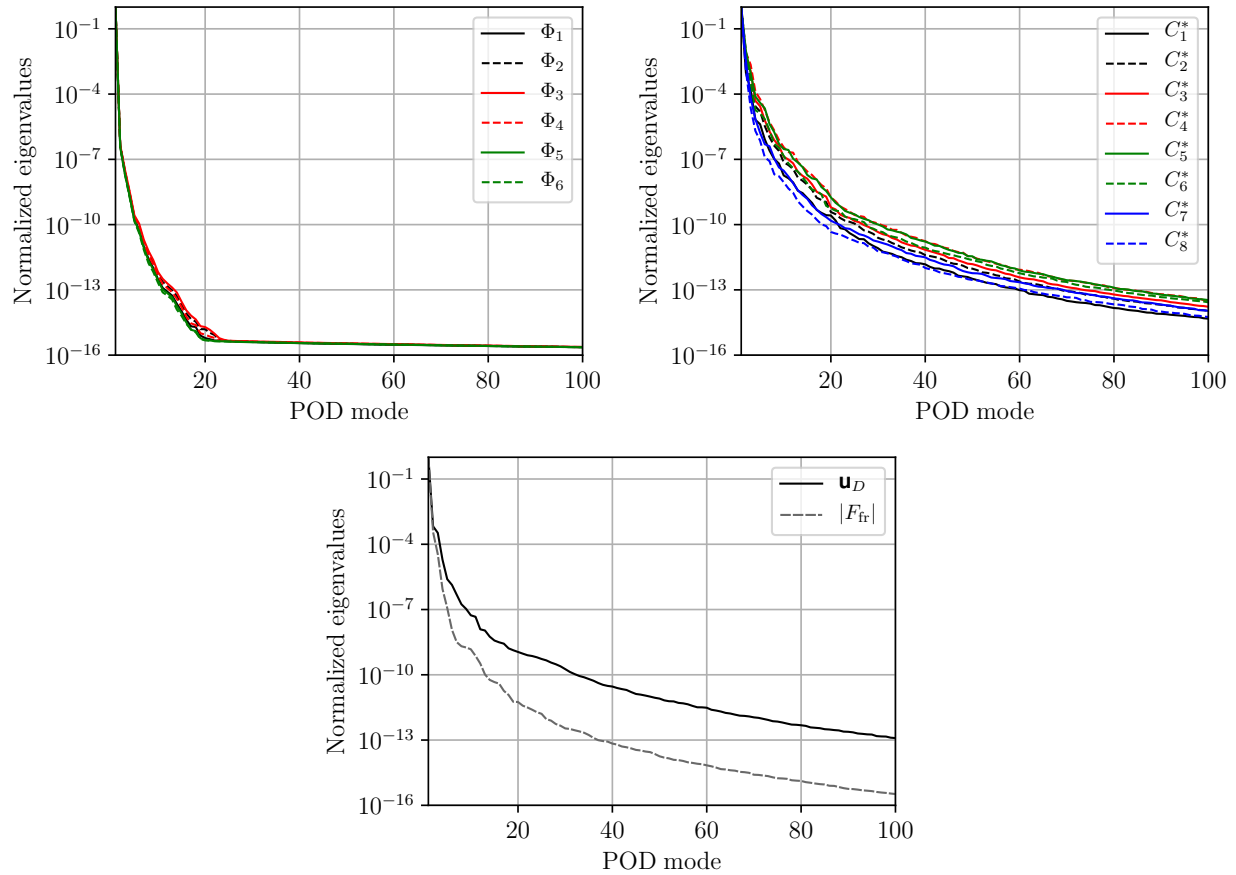 Normalized eigenvalues
10⁻¹
10⁻⁴
10⁻⁷
10⁻¹⁰
10⁻¹³
10⁻¹⁶
20 40 60 80 100
POD mode
Φ₁
Φ₂
Φ₃
Φ₄
Φ₅
Φ₆
Normalized eigenvalues
10⁻¹
10⁻⁴
10⁻⁷
10⁻¹⁰
10⁻¹³
10⁻¹⁶
20 40 60 80 100
POD mode
C₁*
C₂*
C₃*
C₄*
C₅*
C₆*
C₇*
C₈*
Normalized eigenvalues
10⁻¹
10⁻⁴
10⁻⁷
10⁻¹⁰
10⁻¹³
10⁻¹⁶
20 40 60 80 100
POD mode
𝐮_D
|F_fr|